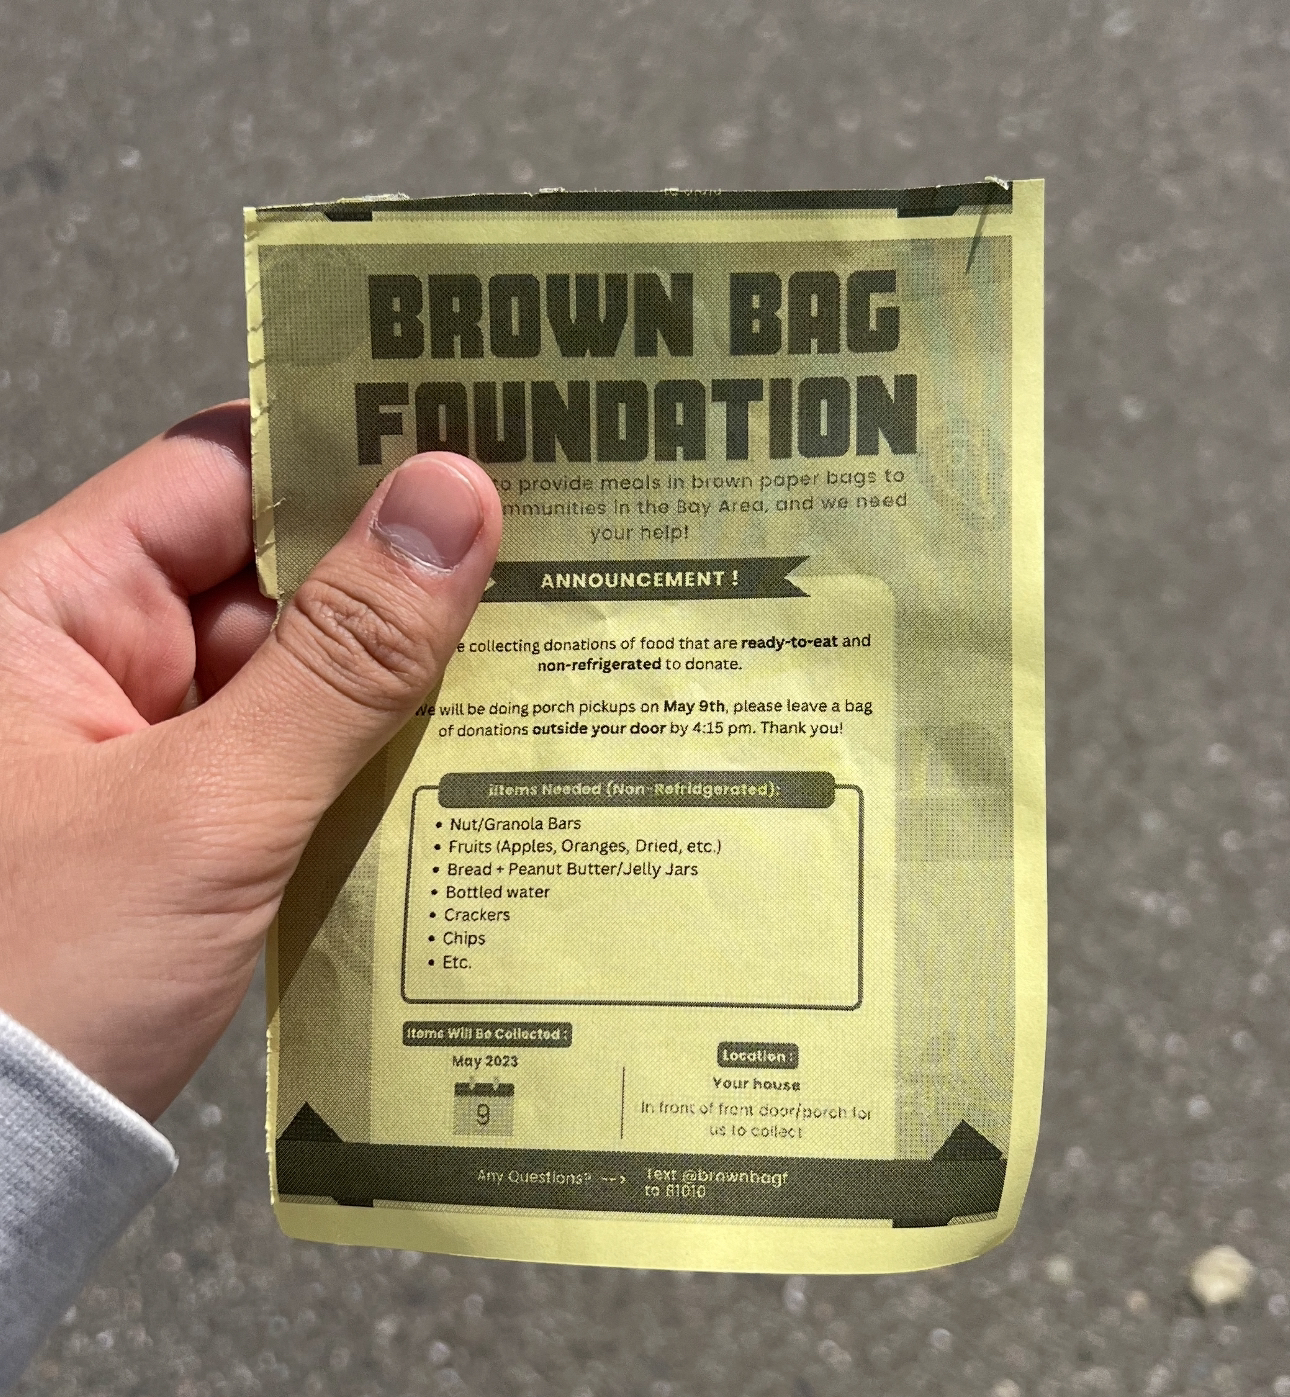 BROWN BAG
FOUNDATION
to provide meals in brown paper bags to
mmunities in the Bay Area, and we need
your help!
ANNOUNCEMENT !
e collecting donations of food that are ready-to-eat and
non-refrigerated to donate.
We will be doing porch pickups on May 9th, please leave a bag
of donations outside your door by 4:15 pm. Thank you!
Items Needed (Non-Refridgerated):
• Nut/Granola Bars
• Fruits (Apples, Oranges, Dried, etc.)
• Bread + Peanut Butter/Jelly Jars
• Bottled water
• Crackers
• Chips
• Etc.
Items Will Be Collected :
May 2023
9
Location :
Your house
In front of front door/porch for
us to collect
Any Questions? --> Text @brownbagf
to 81010